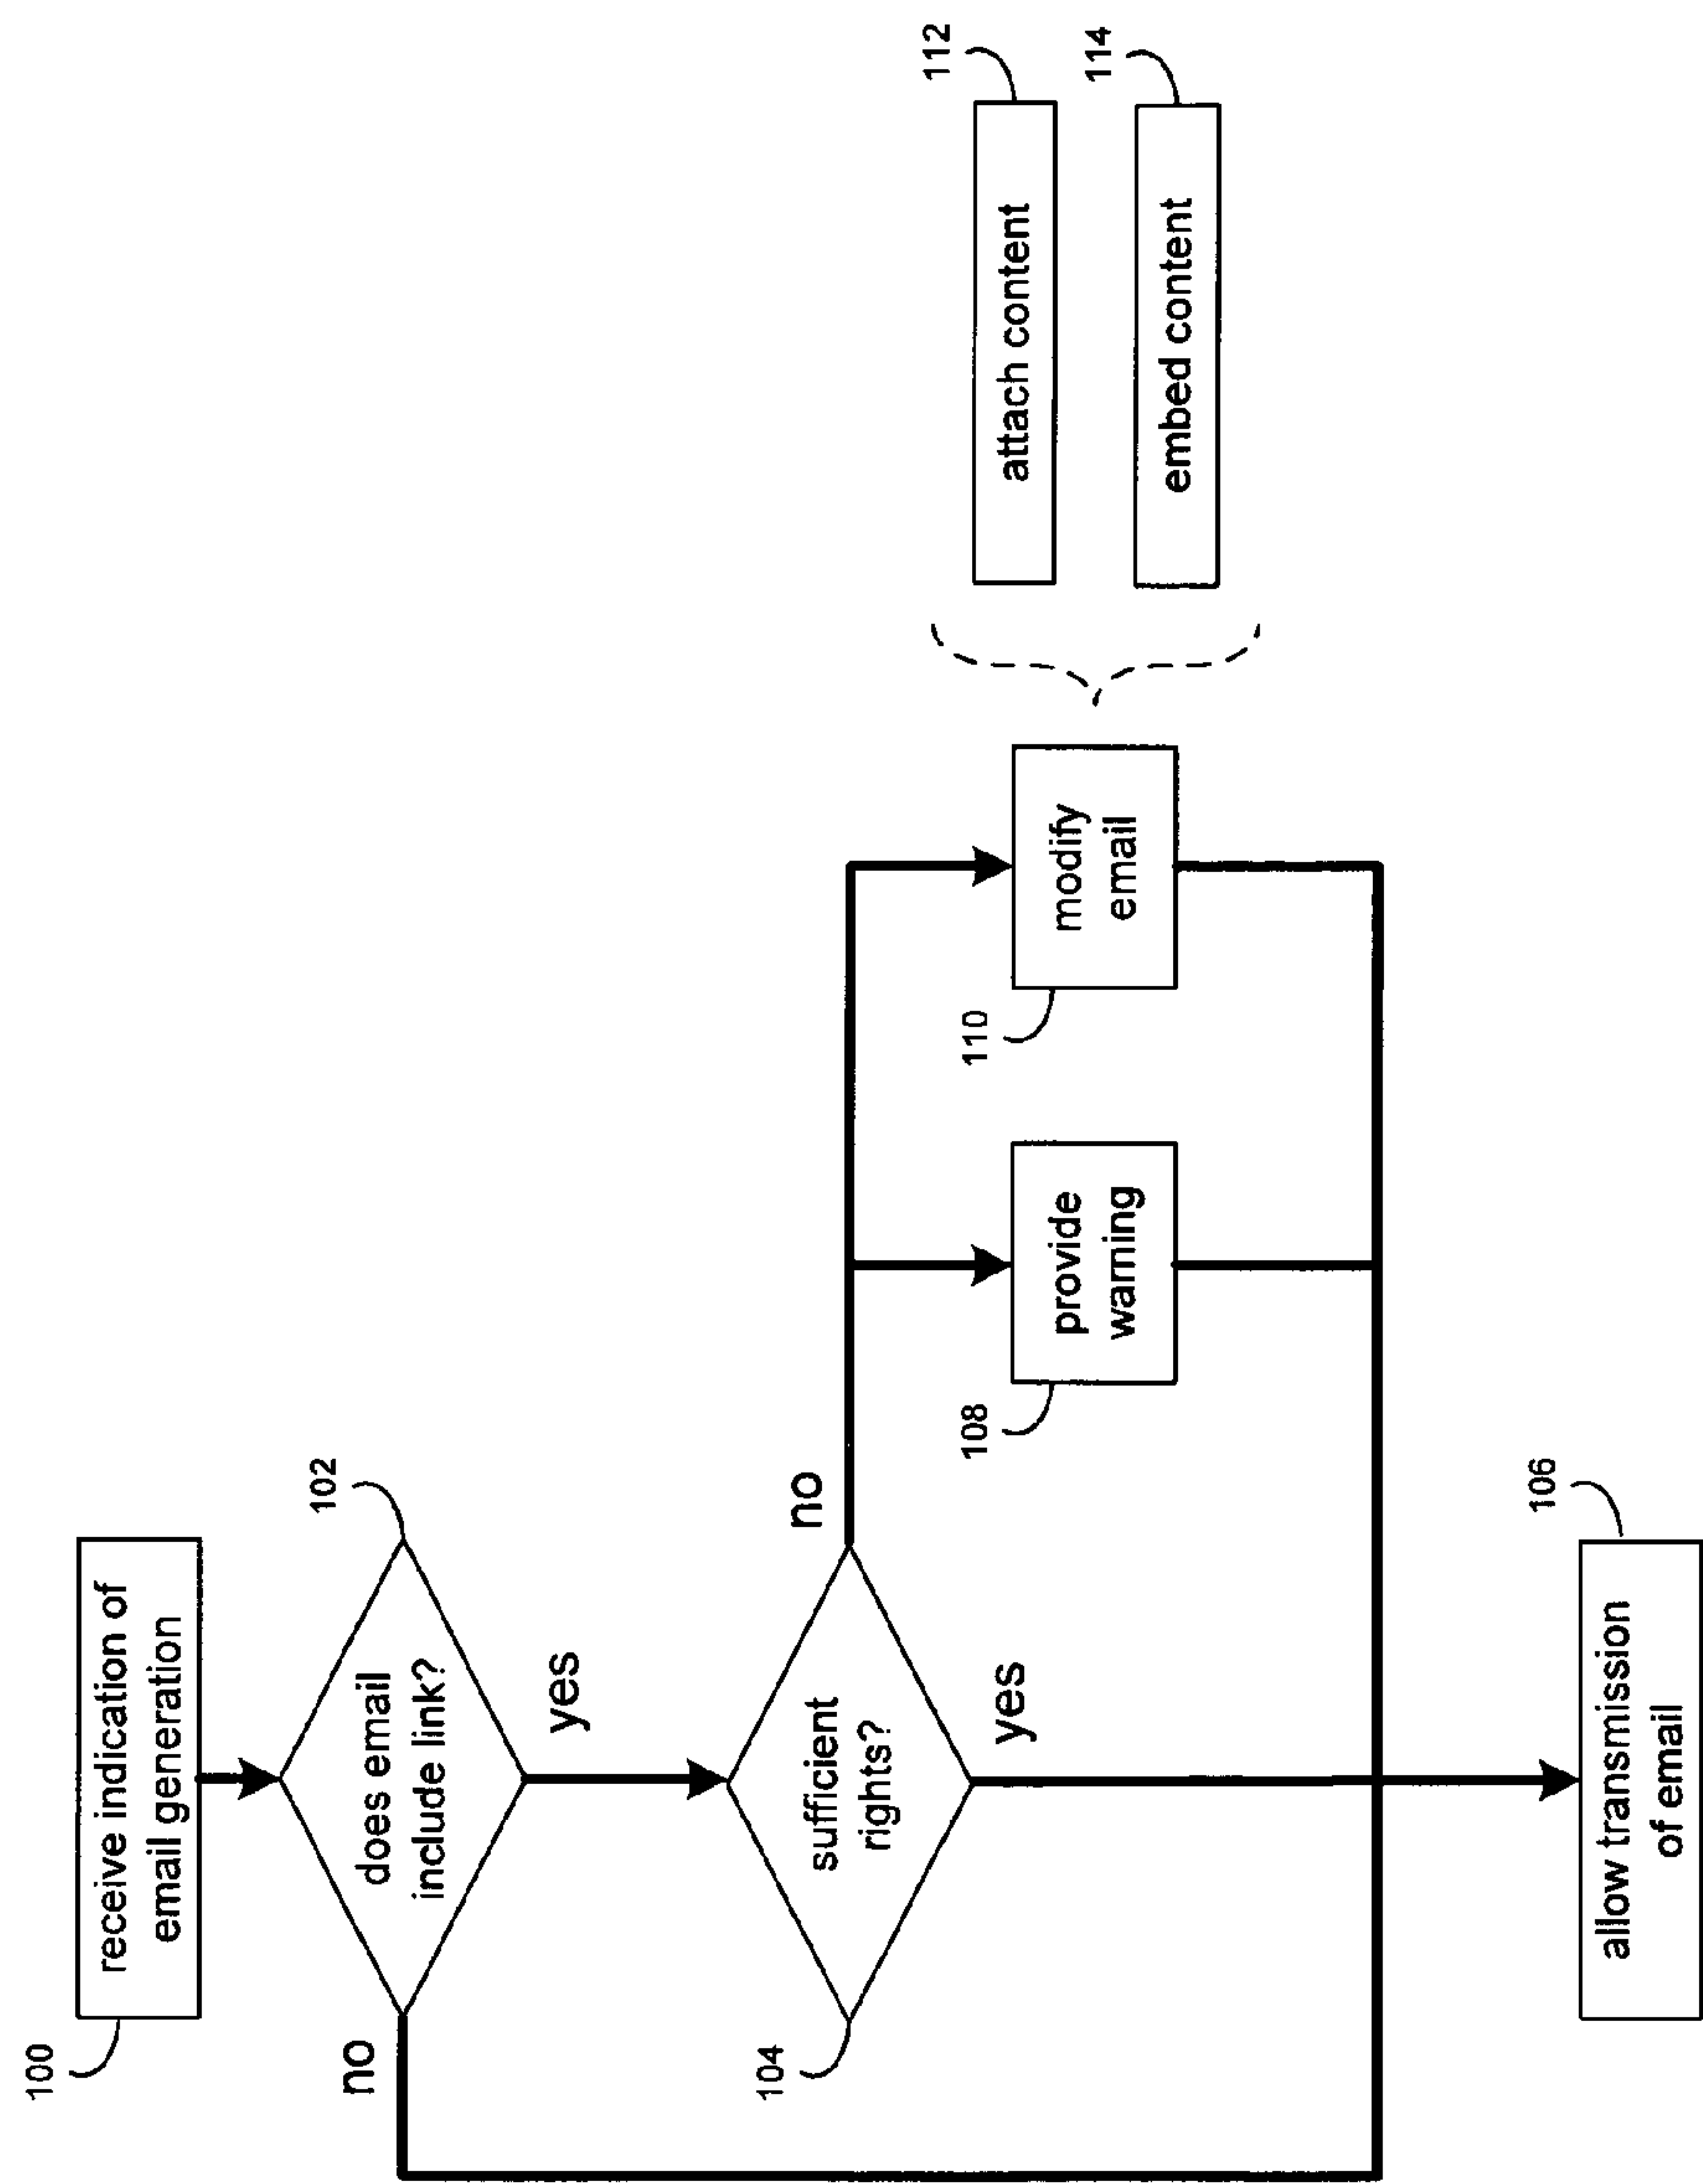 100
receive indication of
email generation
102
does email
include link?
no
yes
104
sufficient
rights?
no
yes
108
provide
warning
110
modify
email
112
attach content
114
embed content
106
allow transmission
of email